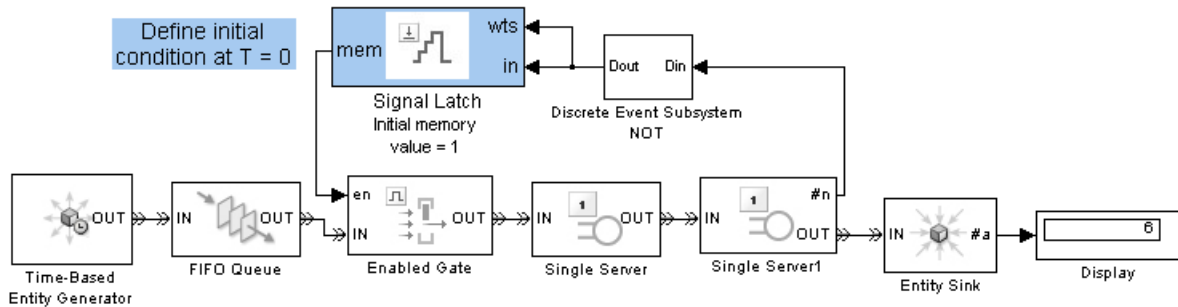 Define initial
condition at T = 0
mem
wts
in
Signal Latch
Initial memory
value = 1
Dout
Din
Discrete Event Subsystem
NOT
OUT
Time-Based
Entity Generator
IN
OUT
FIFO Queue
en
IN
OUT
Enabled Gate
IN
1
OUT
Single Server
IN
1
#n
OUT
Single Server1
IN
#a
Entity Sink
6
Display